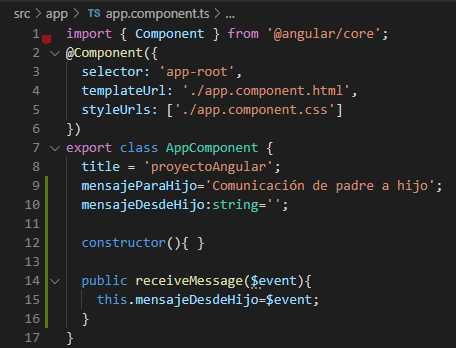 src > app > TS app.component.ts > ...
1 import { Component } from '@angular/core';
2 @Component({
3   selector: 'app-root',
4   templateUrl: './app.component.html',
5   styleUrls: ['./app.component.css']
6 })
7 export class AppComponent {
8   title = 'proyectoAngular';
9   mensajeParaHijo='Comunicación de padre a hijo';
10   mensajeDesdeHijo:string='';
11
12   constructor(){ }
13
14   public receiveMessage($event){
15     this.mensajeDesdeHijo=$event;
16   }
17 }